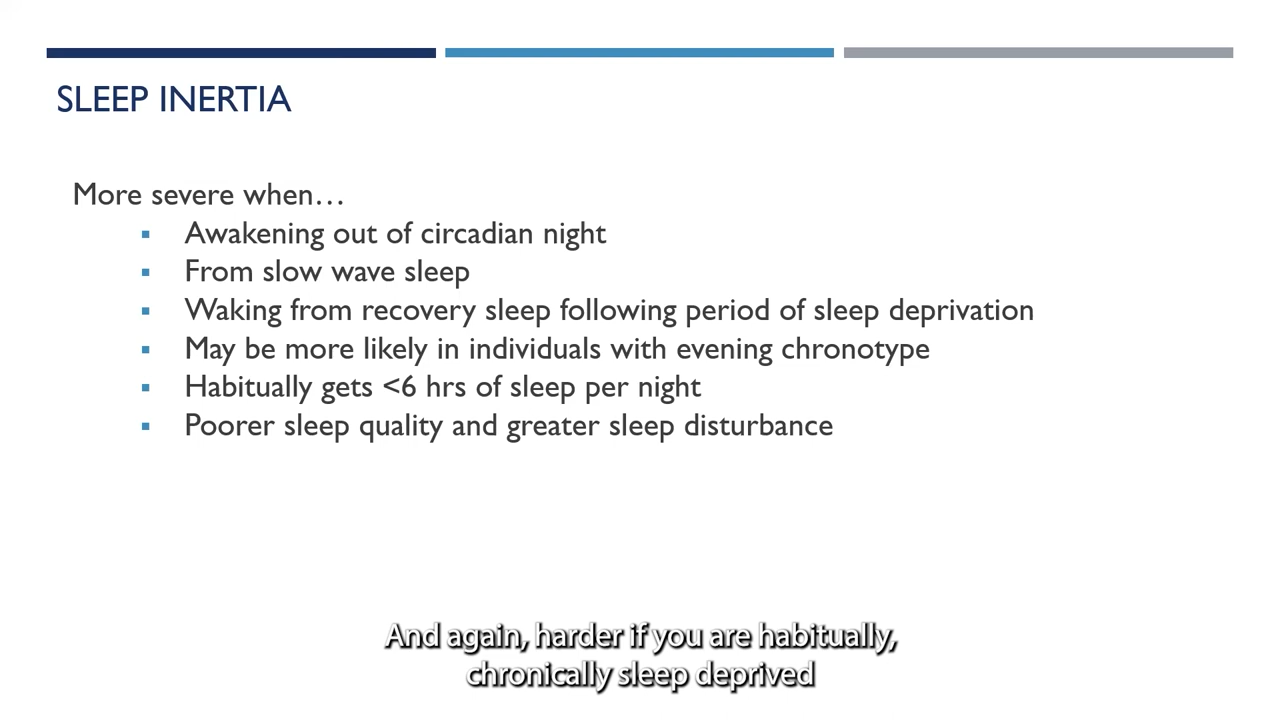 SLEEP INERTIA
More severe when…
▪ Awakening out of circadian night
▪ From slow wave sleep
▪ Waking from recovery sleep following period of sleep deprivation
▪ May be more likely in individuals with evening chronotype
▪ Habitually gets <6 hrs of sleep per night
▪ Poorer sleep quality and greater sleep disturbance
And again, harder if you are habitually,
chronically sleep deprived